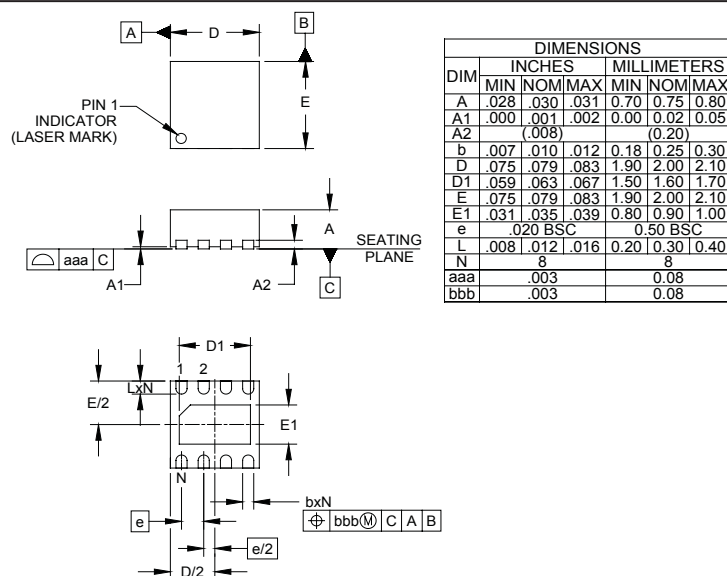 A
D
B
E
PIN 1
INDICATOR
(LASER MARK)
A
SEATING
PLANE
aaa C
A1
A2
C
DIMENSIONS
DIM INCHES MILLIMETERS
MIN NOM MAX MIN NOM MAX
A .028 .030 .031 0.70 0.75 0.80
A1 .000 .001 .002 0.00 0.02 0.05
A2 (.008) (0.20)
b .007 .010 .012 0.18 0.25 0.30
D .075 .079 .083 1.90 2.00 2.10
D1 .059 .063 .067 1.50 1.60 1.70
E .075 .079 .083 1.90 2.00 2.10
E1 .031 .035 .039 0.80 0.90 1.00
e .020 BSC 0.50 BSC
L .008 .012 .016 0.20 0.30 0.40
N 8 8
aaa .003 0.08
bbb .003 0.08
D1
1 2
LxN
E/2
E1
N
bxN
e
bbb Ⓜ C A B
e/2
D/2